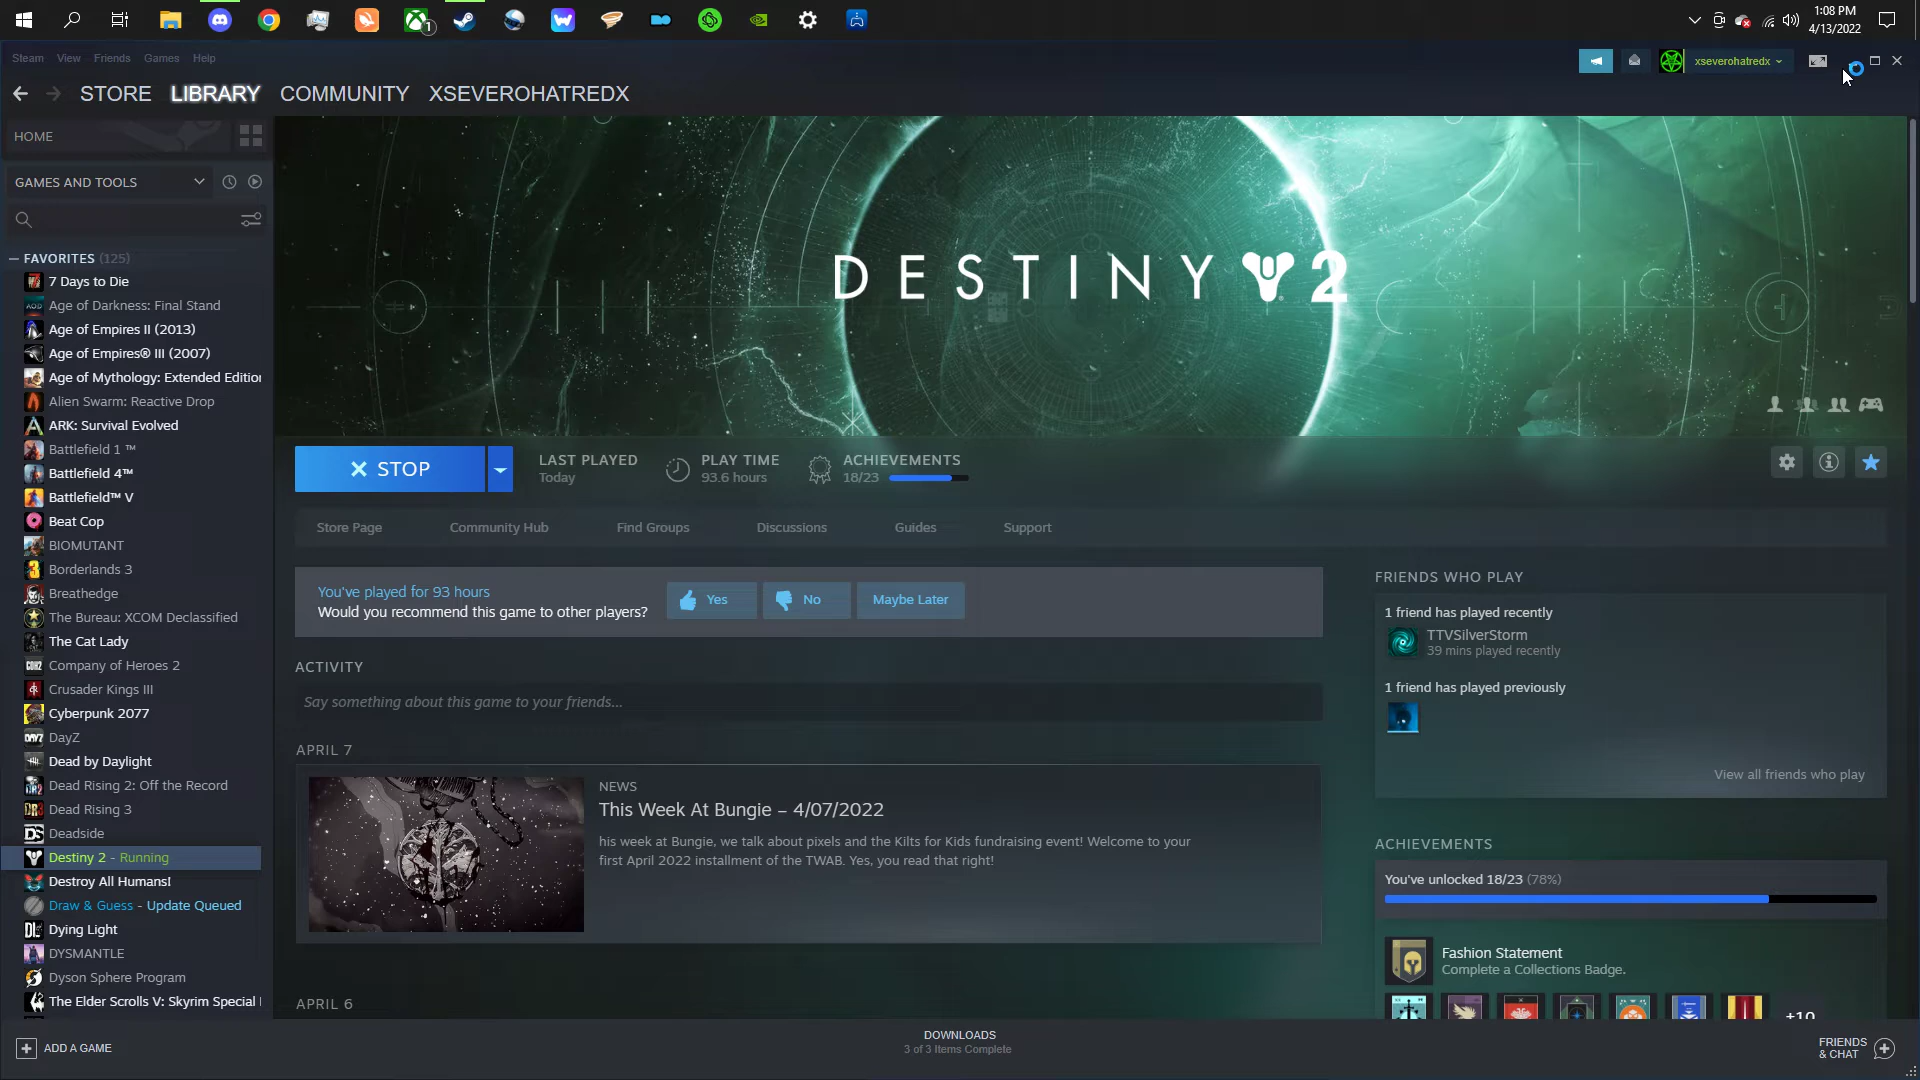 1:08 PM
4/13/2022
1
Steam View Friends Games Help
xseverohatredx
STORE LIBRARY COMMUNITY XSEVEROHATREDX
HOME
GAMES AND TOOLS
FAVORITES (125)
7 Days to Die
Age of Darkness: Final Stand
Age of Empires II (2013)
Age of Empires® III (2007)
Age of Mythology: Extended Edition
Alien Swarm: Reactive Drop
ARK: Survival Evolved
Battlefield 1 ™
Battlefield 4™
Battlefield™ V
Beat Cop
BIOMUTANT
Borderlands 3
Breathedge
The Bureau: XCOM Declassified
The Cat Lady
Company of Heroes 2
Crusader Kings III
Cyberpunk 2077
DayZ
Dead by Daylight
Dead Rising 2: Off the Record
Dead Rising 3
Deadside
Destiny 2 - Running
Destroy All Humans!
Draw & Guess - Update Queued
Dying Light
DYSMANTLE
Dyson Sphere Program
The Elder Scrolls V: Skyrim Special
DESTINY 2
STOP
LAST PLAYED
Today
PLAY TIME
93.6 hours
ACHIEVEMENTS
18/23
Store Page Community Hub Find Groups Discussions Guides Support
You've played for 93 hours
Would you recommend this game to other players?
Yes
No
Maybe Later
ACTIVITY
Say something about this game to your friends...
APRIL 7
NEWS
This Week At Bungie – 4/07/2022
his week at Bungie, we talk about pixels and the Kilts for Kids fundraising event! Welcome to your
first April 2022 installment of the TWAB. Yes, you read that right!
APRIL 6
FRIENDS WHO PLAY
1 friend has played recently
TTVSilverStorm
39 mins played recently
1 friend has played previously
View all friends who play
ACHIEVEMENTS
You've unlocked 18/23 (78%)
Fashion Statement
Complete a Collections Badge.
+10
ADD A GAME
DOWNLOADS
3 of 3 Items Complete
FRIENDS
& CHAT